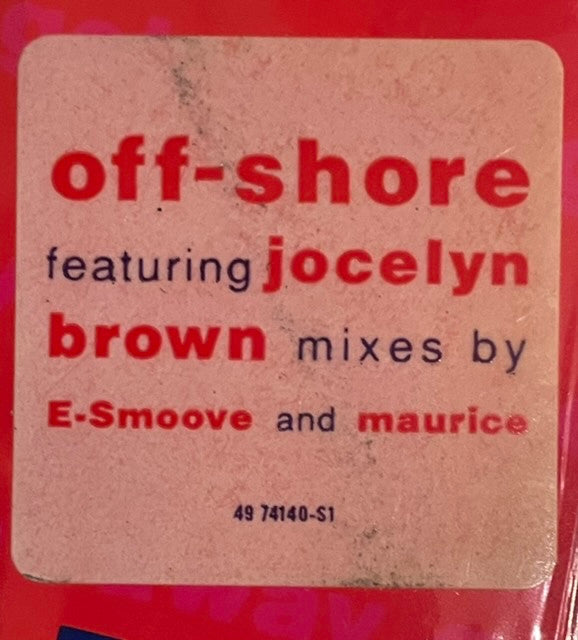 off-shore
featuring jocelyn
brown mixes by
E-Smoove and maurice
49 74140-S1